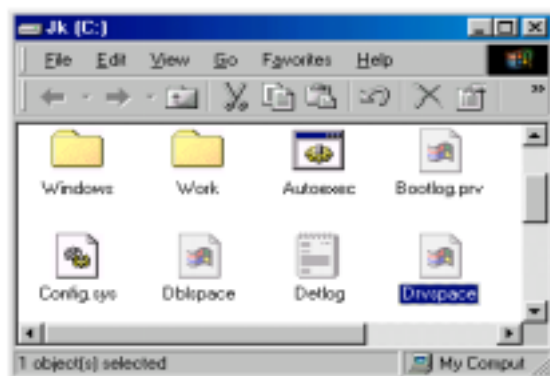 Jk (C:)
File Edit View Go Favorites Help
Windows Work Autoexec Bootlog.prv
Config.sys Dblspace Detlog Drvspace
1 object(s) selected My Comput